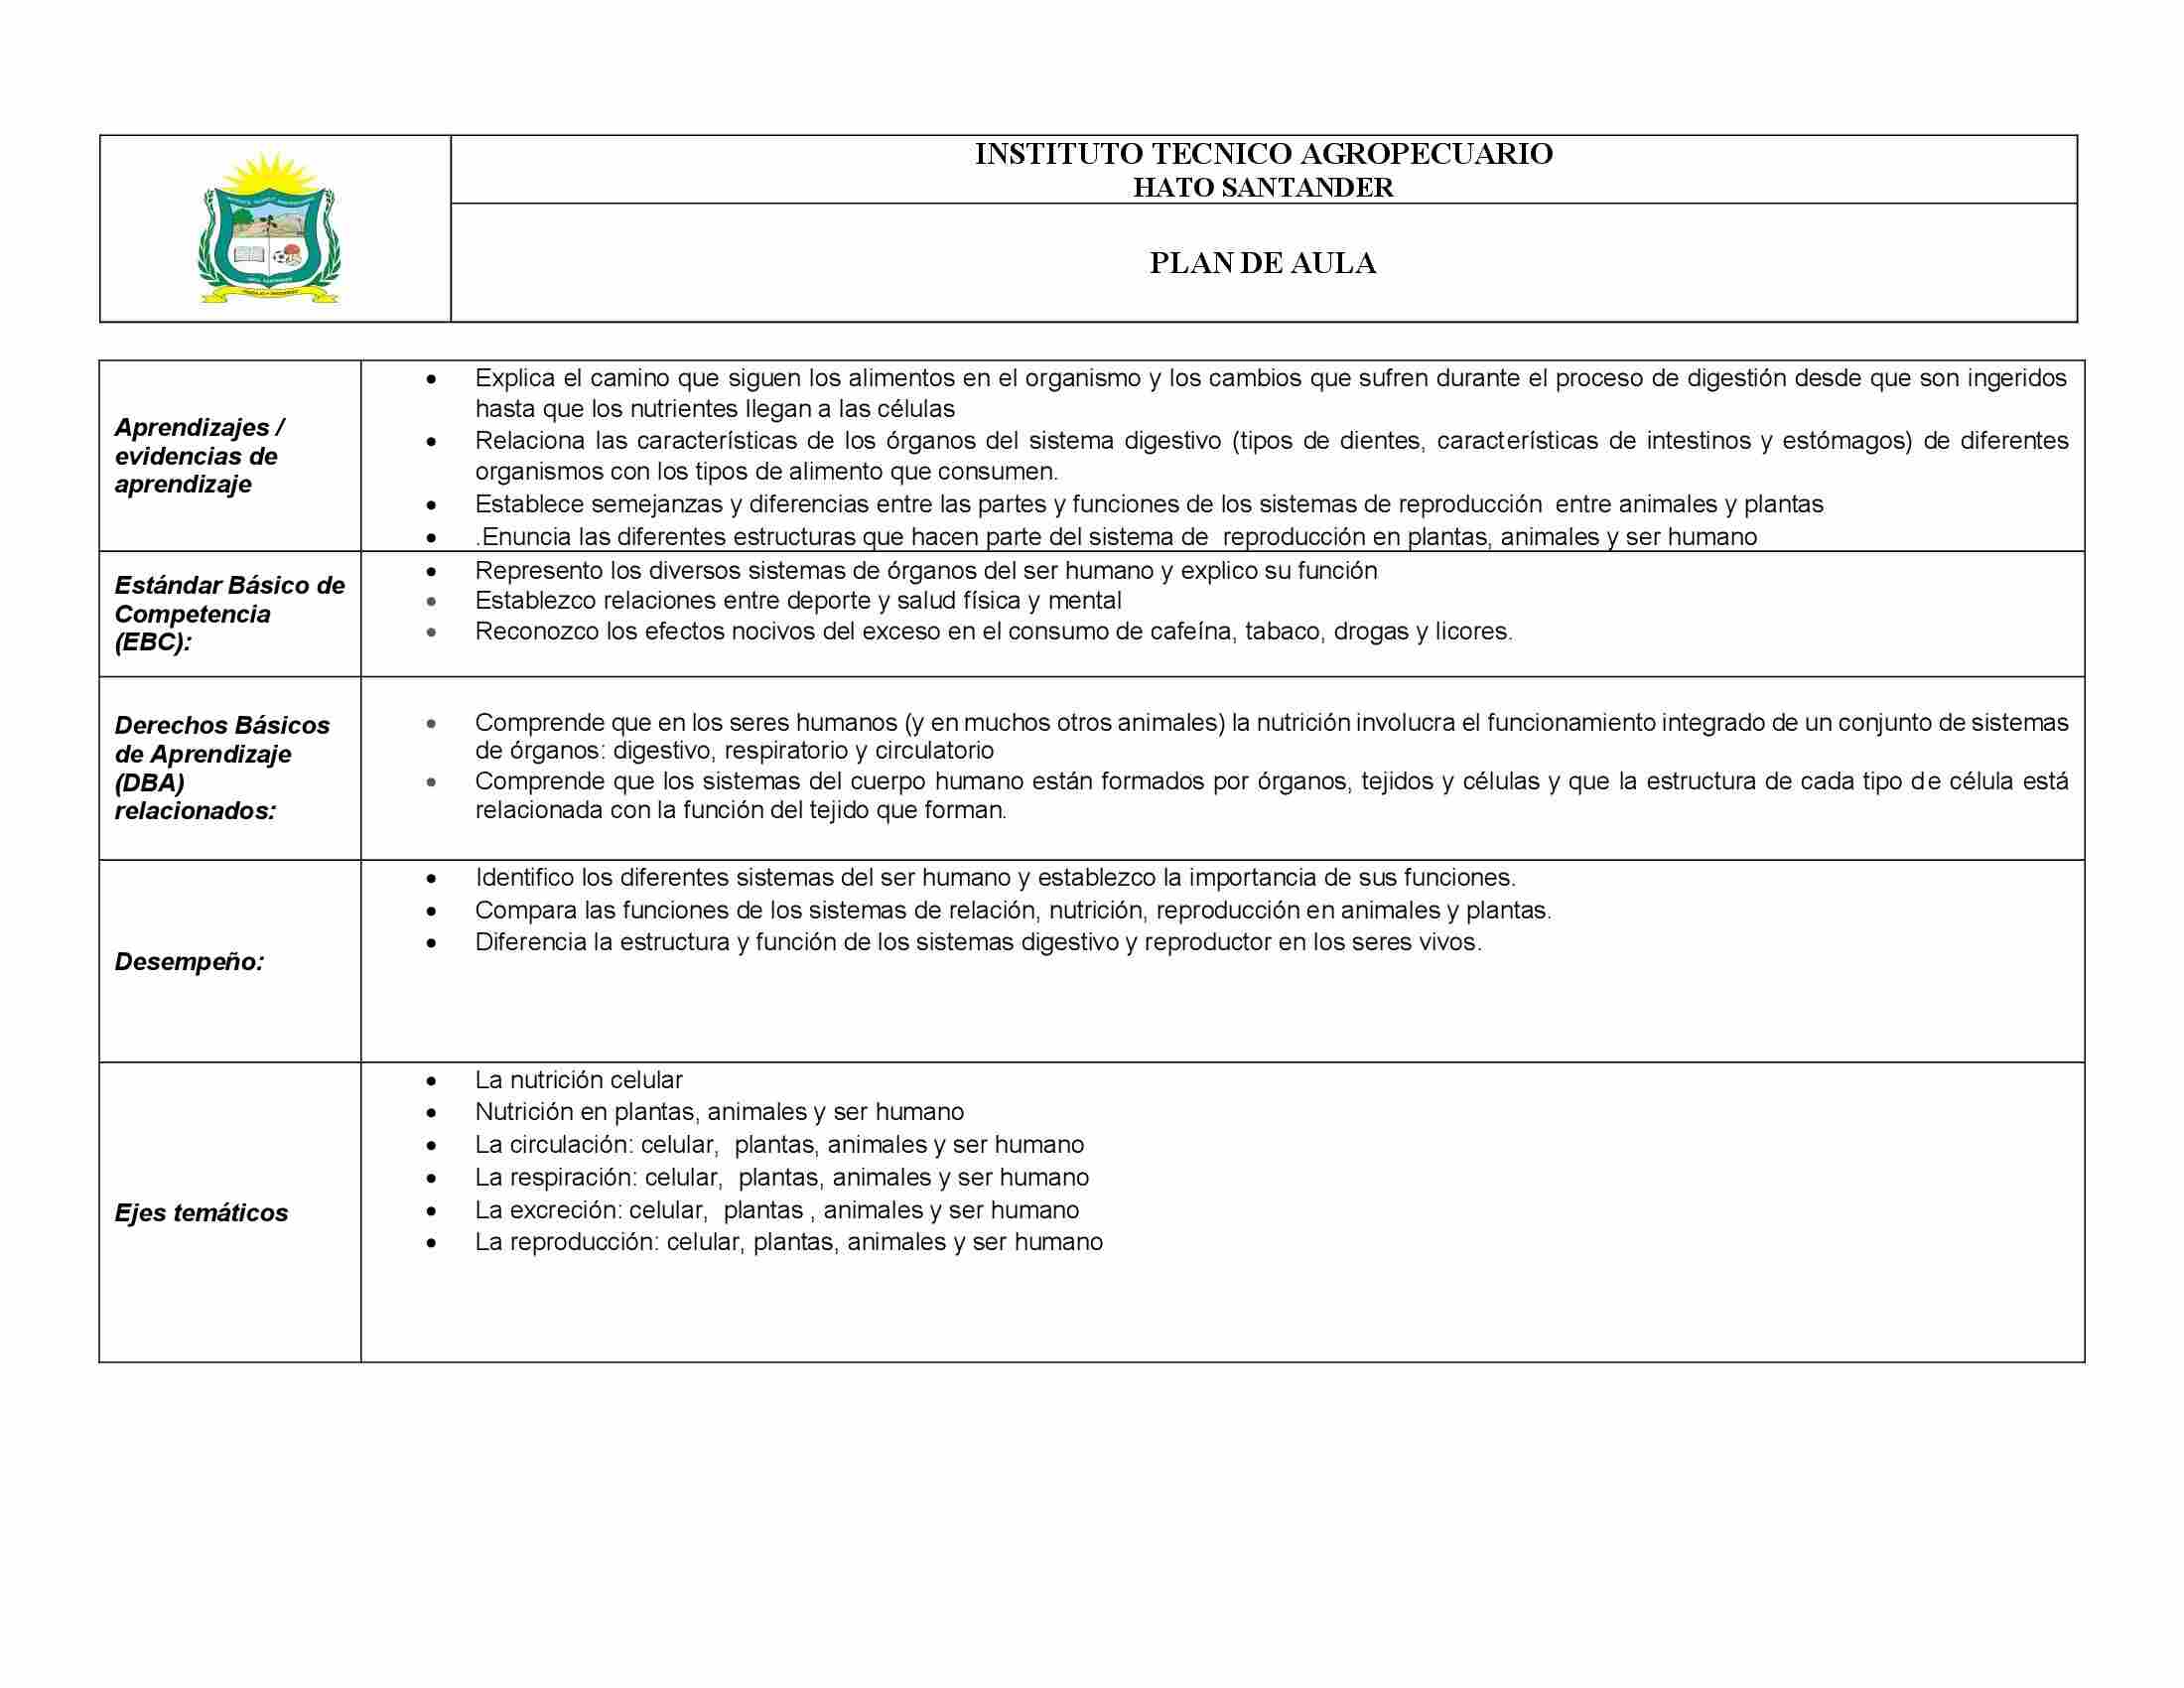 INSTITUTO TECNICO AGROPECUARIO
HATO SANTANDER
PLAN DE AULA
Aprendizajes /
evidencias de
aprendizaje
• Explica el camino que siguen los alimentos en el organismo y los cambios que sufren durante el proceso de digestión desde que son ingeridos
hasta que los nutrientes llegan a las células
• Relaciona las características de los órganos del sistema digestivo (tipos de dientes, características de intestinos y estómagos) de diferentes
organismos con los tipos de alimento que consumen.
• Establece semejanzas y diferencias entre las partes y funciones de los sistemas de reproducción entre animales y plantas
• .Enuncia las diferentes estructuras que hacen parte del sistema de reproducción en plantas, animales y ser humano
Estándar Básico de
Competencia
(EBC):
• Represento los diversos sistemas de órganos del ser humano y explico su función
• Establezco relaciones entre deporte y salud física y mental
• Reconozco los efectos nocivos del exceso en el consumo de cafeína, tabaco, drogas y licores.
Derechos Básicos
de Aprendizaje
(DBA)
relacionados:
• Comprende que en los seres humanos (y en muchos otros animales) la nutrición involucra el funcionamiento integrado de un conjunto de sistemas
de órganos: digestivo, respiratorio y circulatorio
• Comprende que los sistemas del cuerpo humano están formados por órganos, tejidos y células y que la estructura de cada tipo de célula está
relacionada con la función del tejido que forman.
Desempeño:
• Identifico los diferentes sistemas del ser humano y establezco la importancia de sus funciones.
• Compara las funciones de los sistemas de relación, nutrición, reproducción en animales y plantas.
• Diferencia la estructura y función de los sistemas digestivo y reproductor en los seres vivos.
Ejes temáticos
• La nutrición celular
• Nutrición en plantas, animales y ser humano
• La circulación: celular, plantas, animales y ser humano
• La respiración: celular, plantas, animales y ser humano
• La excreción: celular, plantas , animales y ser humano
• La reproducción: celular, plantas, animales y ser humano